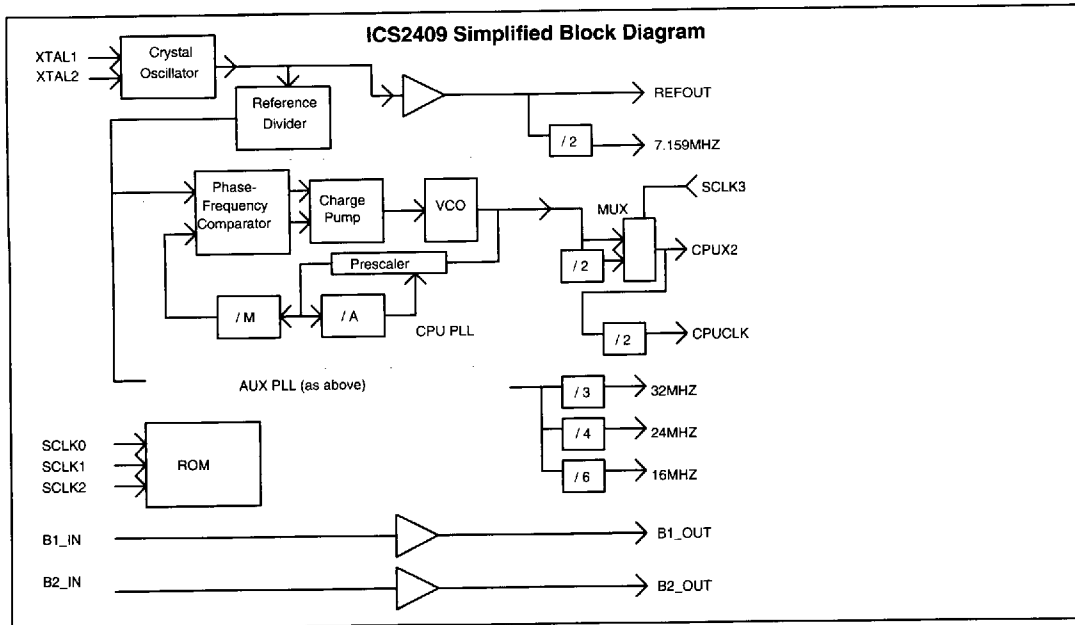 ICS2409 Simplified Block Diagram
XTAL1
XTAL2
Crystal
Oscillator
Reference
Divider
REFOUT
/ 2
7.159MHZ
Phase-
Frequency
Comparator
Charge
Pump
VCO
MUX
SCLK3
/ 2
CPUX2
Prescaler
/ M
/ A
CPU PLL
/ 2
CPUCLK
AUX PLL (as above)
/ 3
32MHZ
/ 4
24MHZ
/ 6
16MHZ
SCLK0
SCLK1
SCLK2
ROM
B1_IN
B1_OUT
B2_IN
B2_OUT